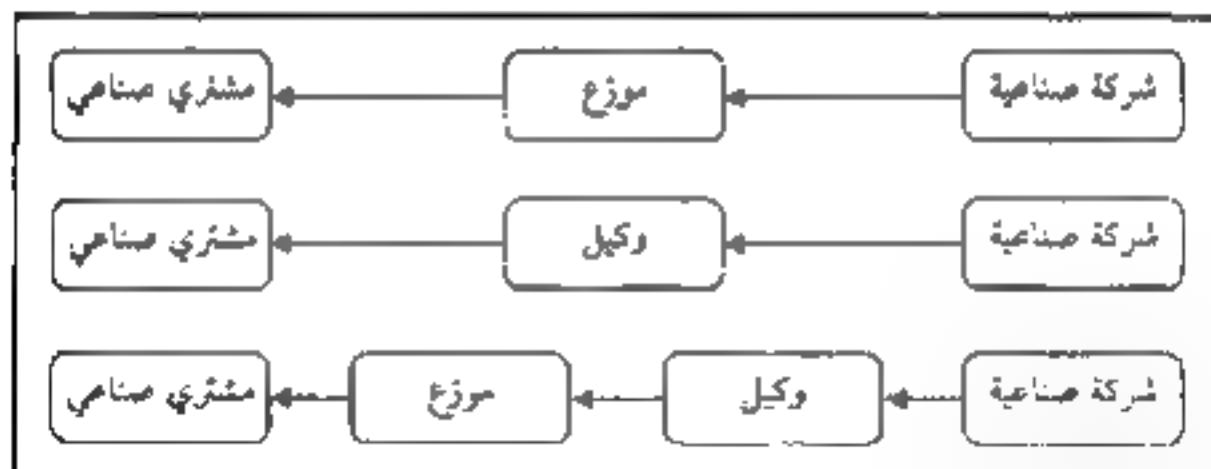 شركة صناعية موزع مشتري صناعي
شركة صناعية وكيل مشتري صناعي
شركة صناعية وكيل موزع مشتري صناعي